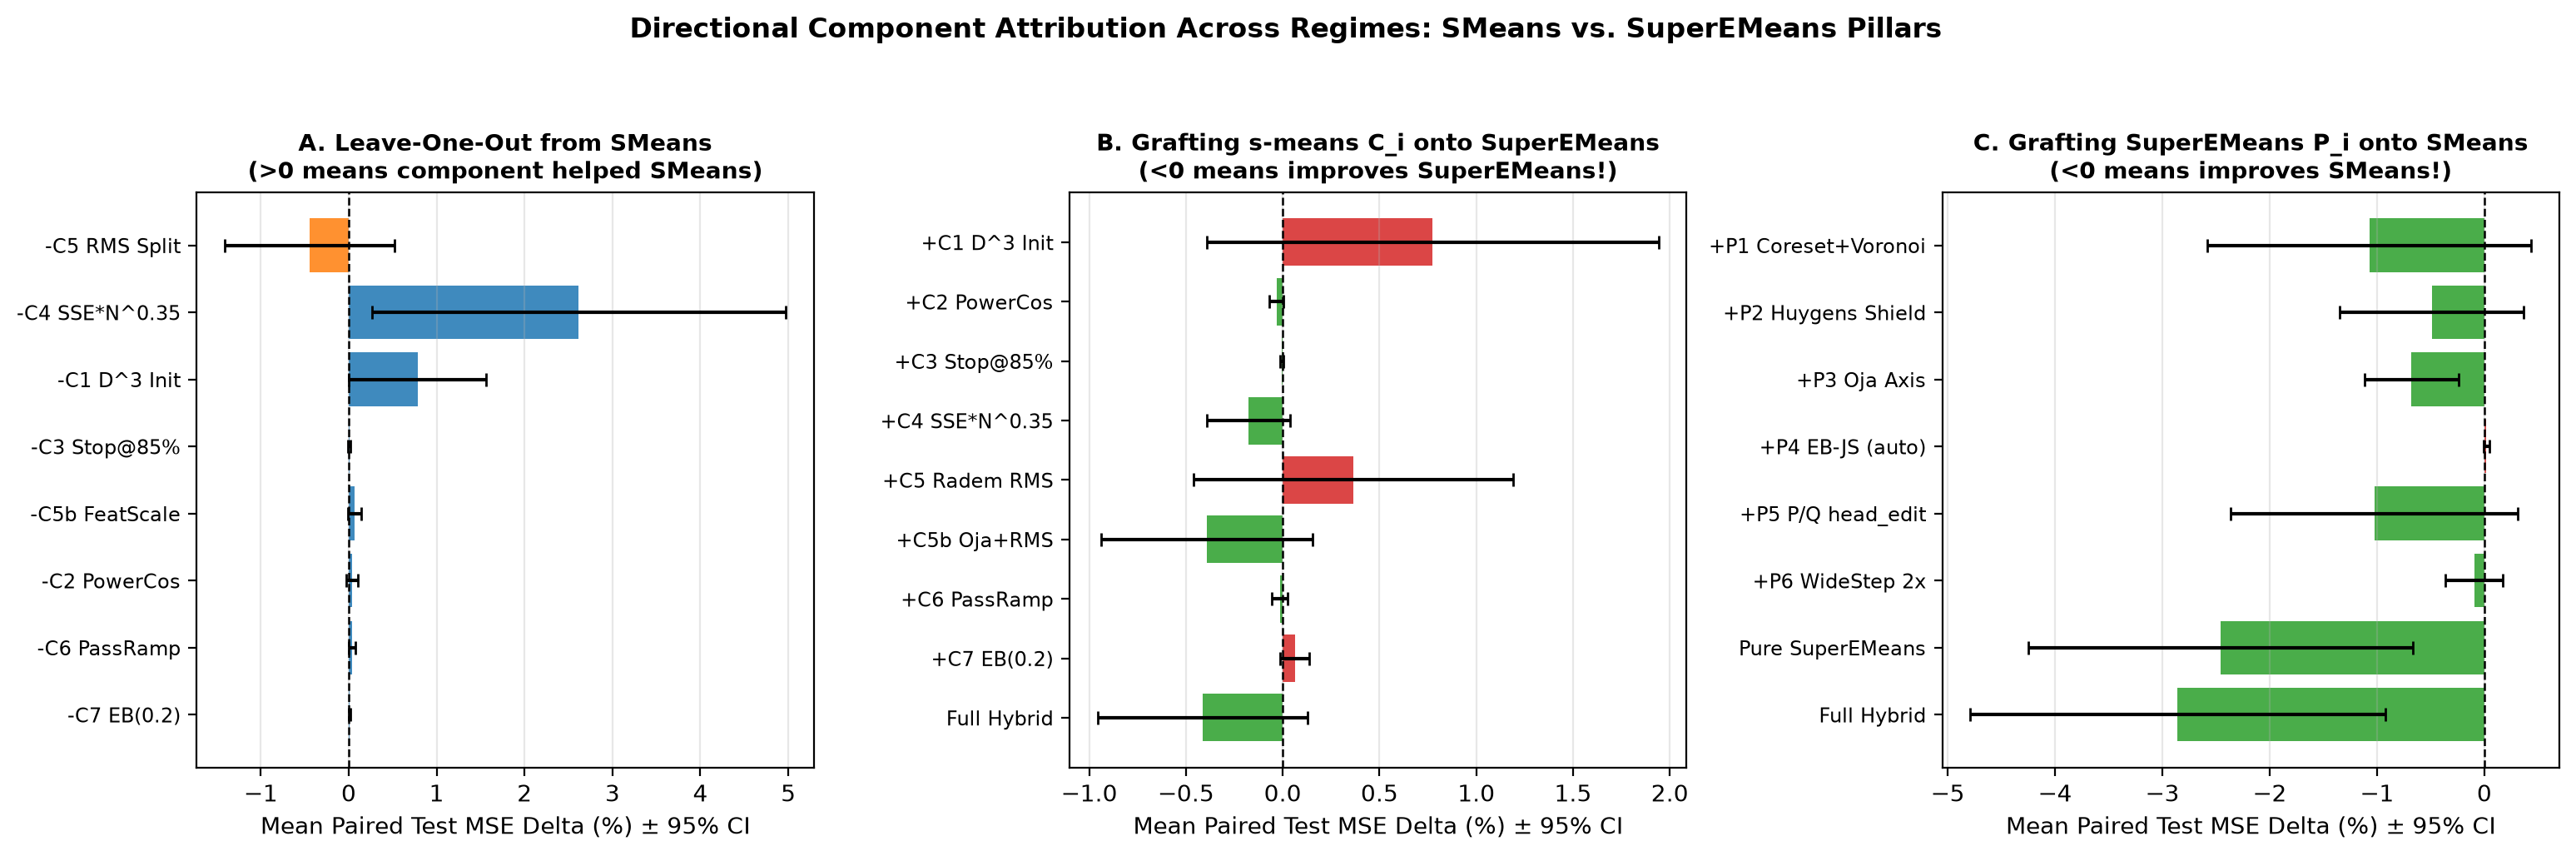 Directional Component Attribution Across Regimes: SMeans vs. SuperEMeans Pillars
A. Leave-One-Out from SMeans
(>0 means component helped SMeans)
-C5 RMS Split
-C4 SSE*N^0.35
-C1 D^3 Init
-C3 Stop@85%
-C5b FeatScale
-C2 PowerCos
-C6 PassRamp
-C7 EB(0.2)
−1 0 1 2 3 4 5
Mean Paired Test MSE Delta (%) ± 95% CI
B. Grafting s-means C_i onto SuperEMeans
(<0 means improves SuperEMeans!)
+C1 D^3 Init
+C2 PowerCos
+C3 Stop@85%
+C4 SSE*N^0.35
+C5 Radem RMS
+C5b Oja+RMS
+C6 PassRamp
+C7 EB(0.2)
Full Hybrid
−1.0 −0.5 0.0 0.5 1.0 1.5 2.0
Mean Paired Test MSE Delta (%) ± 95% CI
C. Grafting SuperEMeans P_i onto SMeans
(<0 means improves SMeans!)
+P1 Coreset+Voronoi
+P2 Huygens Shield
+P3 Oja Axis
+P4 EB-JS (auto)
+P5 P/Q head_edit
+P6 WideStep 2x
Pure SuperEMeans
Full Hybrid
−5 −4 −3 −2 −1 0
Mean Paired Test MSE Delta (%) ± 95% CI